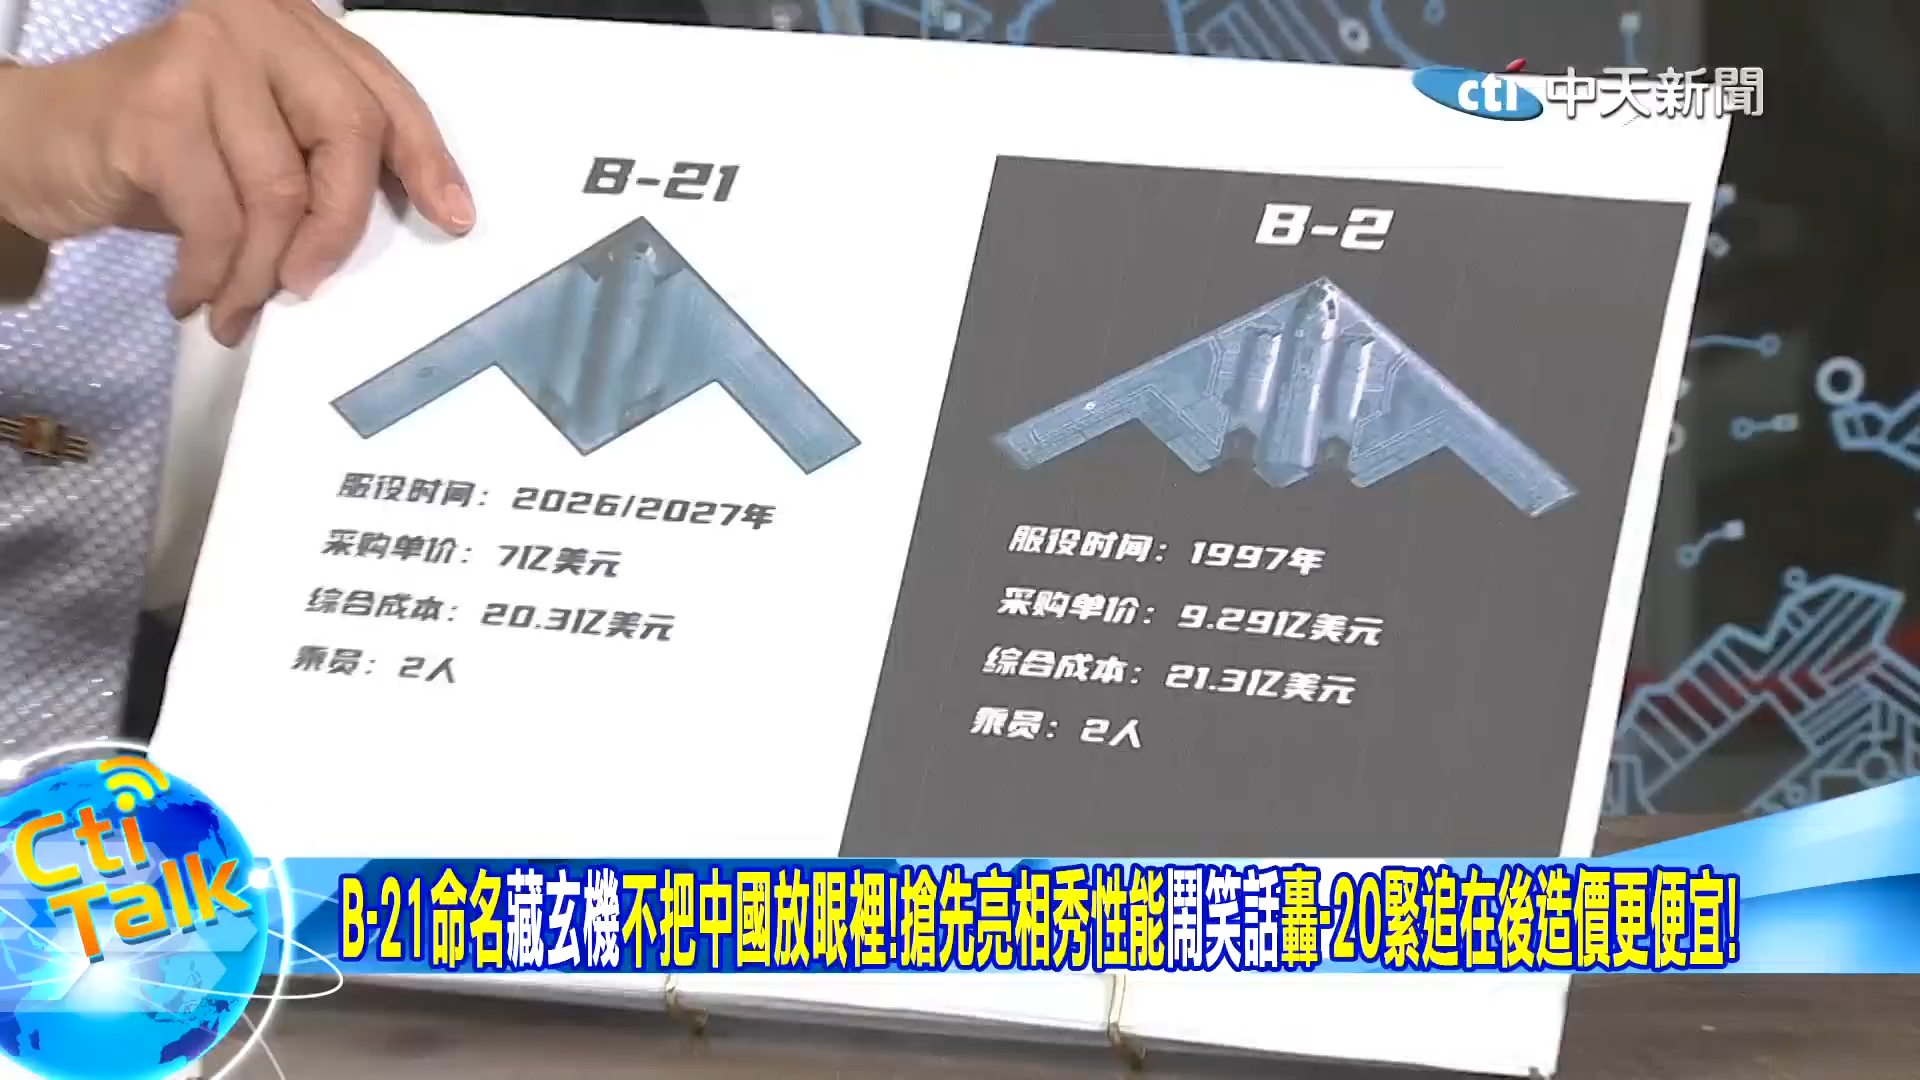 cti 中天新聞
B-21
服役时间：2026/2027年
采购单价：7亿美元
综合成本：20.3亿美元
乘员：2人
B-2
服役时间：1997年
采购单价：9.29亿美元
综合成本：21.3亿美元
乘员：2人
Cti
Talk
B-21命名藏玄機不把中國放眼裡!搶先亮相秀性能鬧笑話轟-20緊追在後造價更便宜!